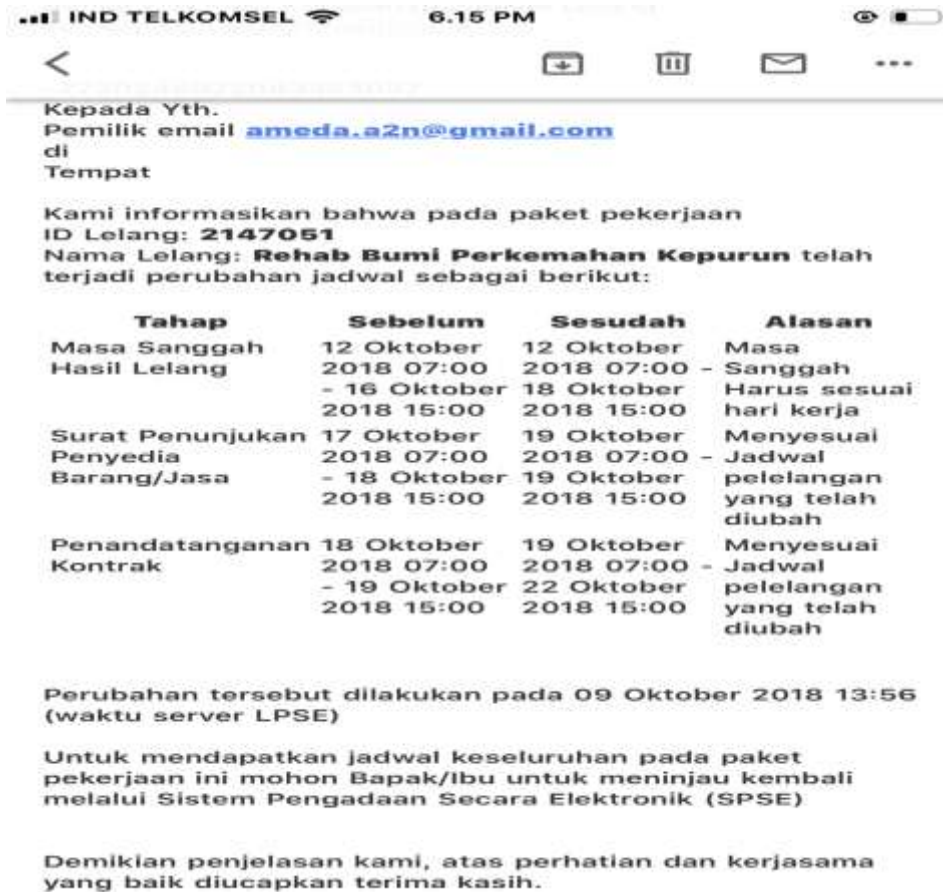 IND TELKOMSEL 6.15 PM
Kepada Yth.
Pemilik email ameda.a2n@gmail.com
di
Tempat
Kami informasikan bahwa pada paket pekerjaan
ID Lelang: 2147051
Nama Lelang: Rehab Bumi Perkemahan Kepurun telah
terjadi perubahan jadwal sebagai berikut:
Tahap Sebelum Sesudah Alasan
Masa Sanggah 12 Oktober 12 Oktober Masa
Hasil Lelang 2018 07:00 2018 07:00 - Sanggah
- 16 Oktober 18 Oktober Harus sesuai
2018 15:00 2018 15:00 hari kerja
Surat Penunjukan 17 Oktober 19 Oktober Menyesuai
Penyedia 2018 07:00 2018 07:00 - Jadwal
Barang/Jasa - 18 Oktober 19 Oktober pelelangan
2018 15:00 2018 15:00 yang telah
diubah
Penandatanganan 18 Oktober 19 Oktober Menyesuai
Kontrak 2018 07:00 2018 07:00 - Jadwal
- 19 Oktober 22 Oktober pelelangan
2018 15:00 2018 15:00 yang telah
diubah
Perubahan tersebut dilakukan pada 09 Oktober 2018 13:56
(waktu server LPSE)
Untuk mendapatkan jadwal keseluruhan pada paket
pekerjaan ini mohon Bapak/Ibu untuk meninjau kembali
melalui Sistem Pengadaan Secara Elektronik (SPSE)
Demikian penjelasan kami, atas perhatian dan kerjasama
yang baik diucapkan terima kasih.